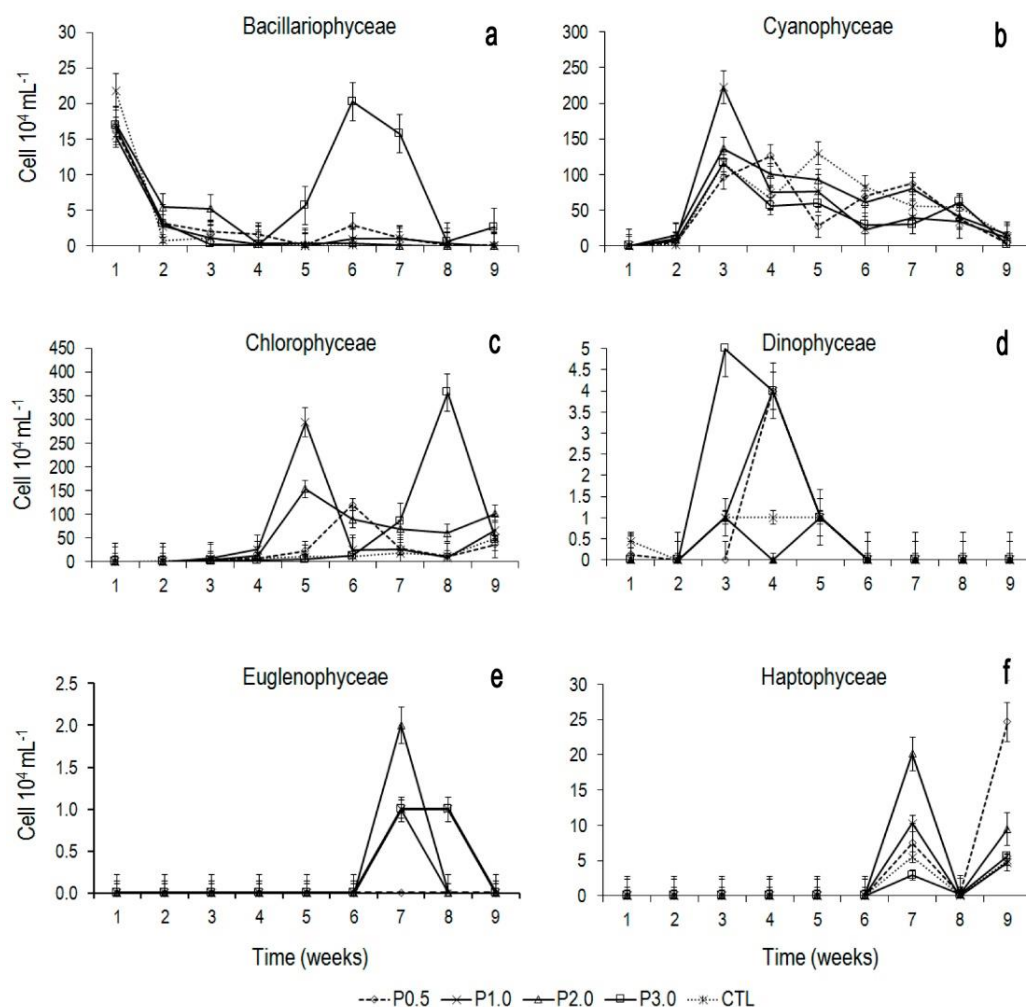 Bacillariophyceae a
Cell 10⁴ mL⁻¹
30
25
20
15
10
5
0
1 2 3 4 5 6 7 8 9
Cyanophyceae b
300
250
200
150
100
50
0
1 2 3 4 5 6 7 8 9
Chlorophyceae c
Cell 10⁴ mL⁻¹
450
400
350
300
250
200
150
100
50
0
1 2 3 4 5 6 7 8 9
Dinophyceae d
5
4.5
4
3.5
3
2.5
2
1.5
1
0.5
0
1 2 3 4 5 6 7 8 9
Euglenophyceae e
Cell 10⁴ mL⁻¹
2.5
2.0
1.5
1.0
0.5
0.0
1 2 3 4 5 6 7 8 9
Time (weeks)
Haptophyceae f
30
25
20
15
10
5
0
1 2 3 4 5 6 7 8 9
Time (weeks)
P0.5 P1.0 P2.0 P3.0 CTL